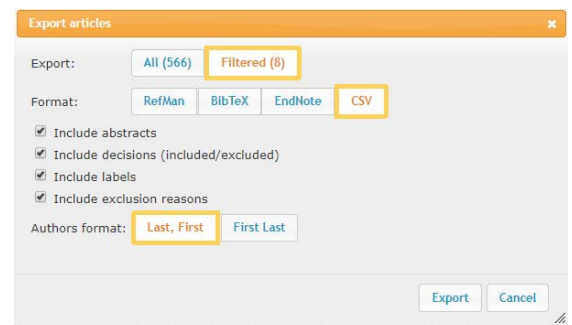 Export articles
Export: All (566) Filtered (8)
Format: RefMan BibTeX EndNote CSV
Include abstracts
Include decisions (included/excluded)
Include labels
Include exclusion reasons
Authors format: Last, First First Last
Export Cancel